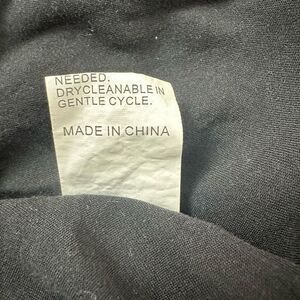 NEEDED.
DRYCLEANABLE IN
GENTLE CYCLE.
MADE IN CHINA